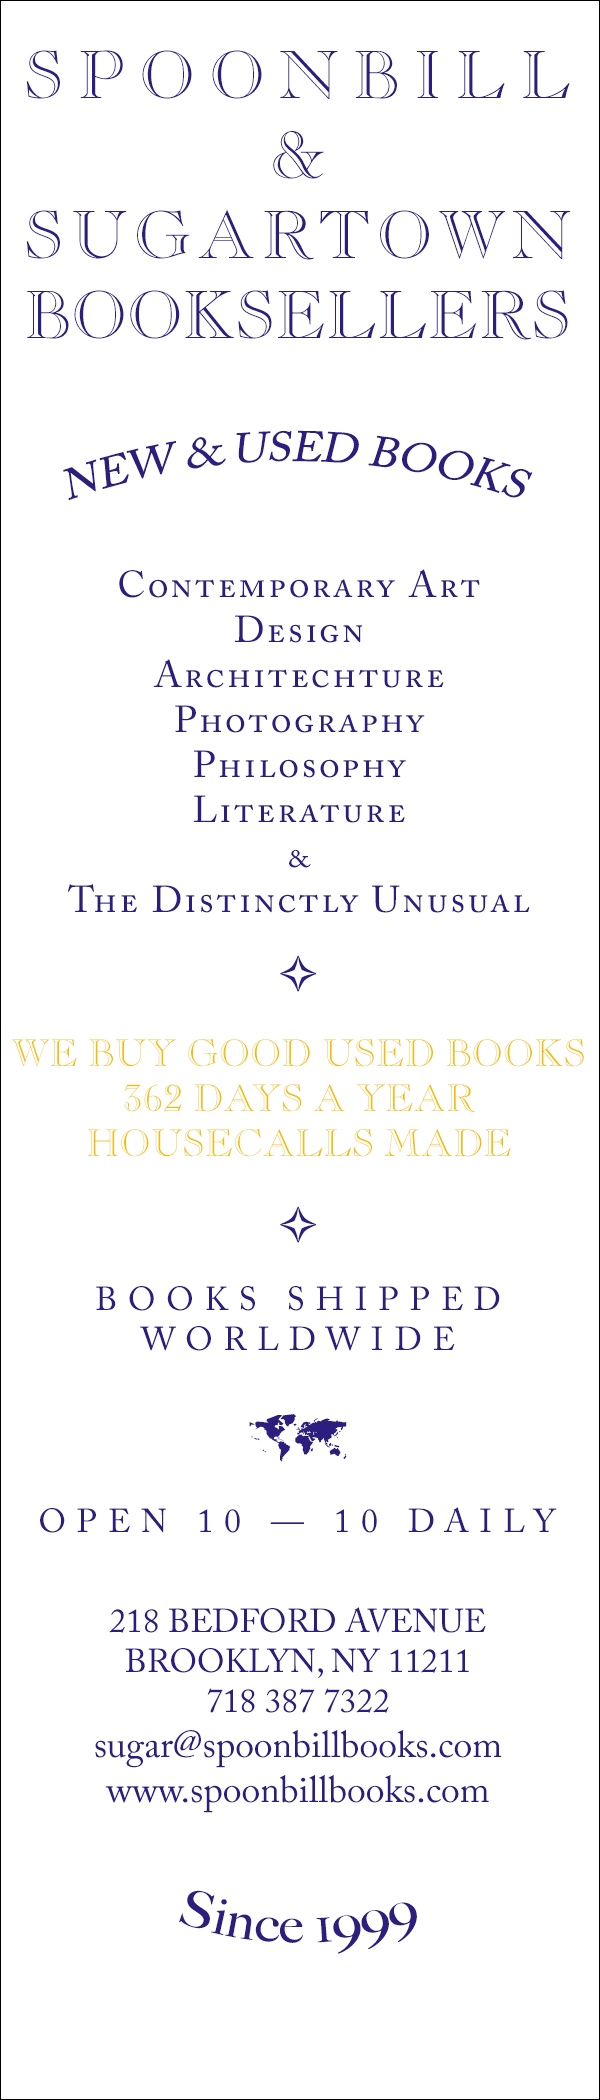 SPOONBILL
&
SUGARTOWN
BOOKSELLERS
NEW & USED BOOKS
Contemporary Art
Design
Architechture
Photography
Philosophy
Literature
&
The Distinctly Unusual
WE BUY GOOD USED BOOKS
362 DAYS A YEAR
HOUSECALLS MADE
BOOKS SHIPPED
WORLDWIDE
OPEN 10 — 10 DAILY
218 BEDFORD AVENUE
BROOKLYN, NY 11211
718 387 7322
sugar@spoonbillbooks.com
www.spoonbillbooks.com
Since 1999